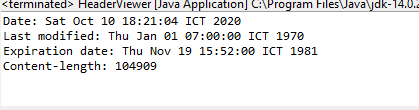 <terminated> HeaderViewer [Java Application] C:\Program Files\Java\jdk-14.0.2
Date: Sat Oct 10 18:21:04 ICT 2020
Last modified: Thu Jan 01 07:00:00 ICT 1970
Expiration date: Thu Nov 19 15:52:00 ICT 1981
Content-length: 104909